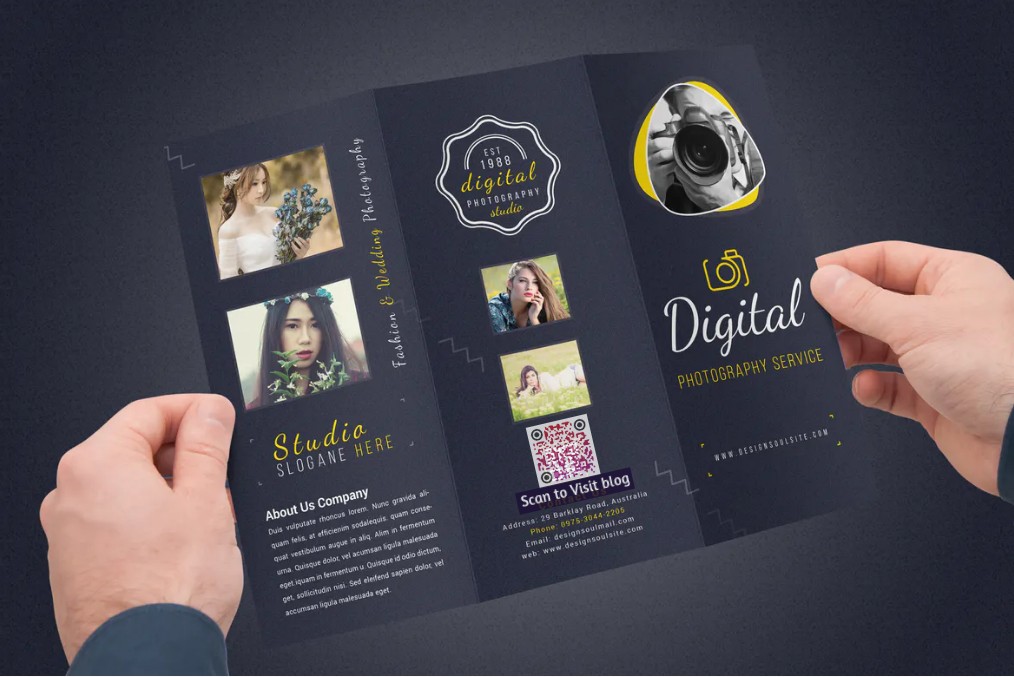 Fashion & Wedding Photography
Studio
SLOGANE HERE
About Us Company
Duis vulputate rhoncus lorem. Nunc gravida ali-
quam felis, at efficienim sodalequis. quam conse-
quat vestibulum augue in aliq. Alim in fermentum
urna. Quisque dolor, vel acumsan ligula malesuada
eget iquam in fermentum u. Quisque id odio dictum,
get, sollicitudin nisi. Sed eleifend sapien dolor, vel
accumsan ligula malesuada eget.
EST
1988
digital
PHOTOGRAPHY
studio
Scan to Visit blog
Address: 29 Barklay Road, Australia
Phone: 0975-3044-2205
Email: designsoulmail.com
web: www.designsoulsite.com
Digital
PHOTOGRAPHY SERVICE
WWW.DESIGNSOULSITE.COM